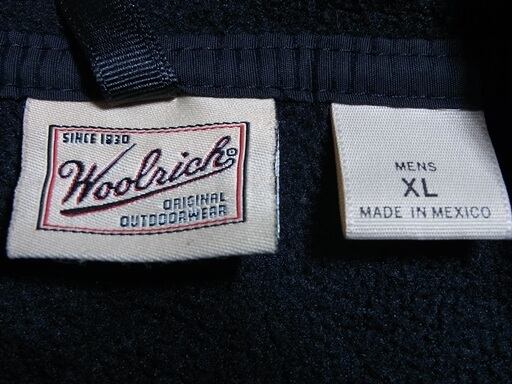 SINCE 1830
Woolrich®
ORIGINAL
OUTDOORWEAR
MENS
XL
MADE IN MEXICO